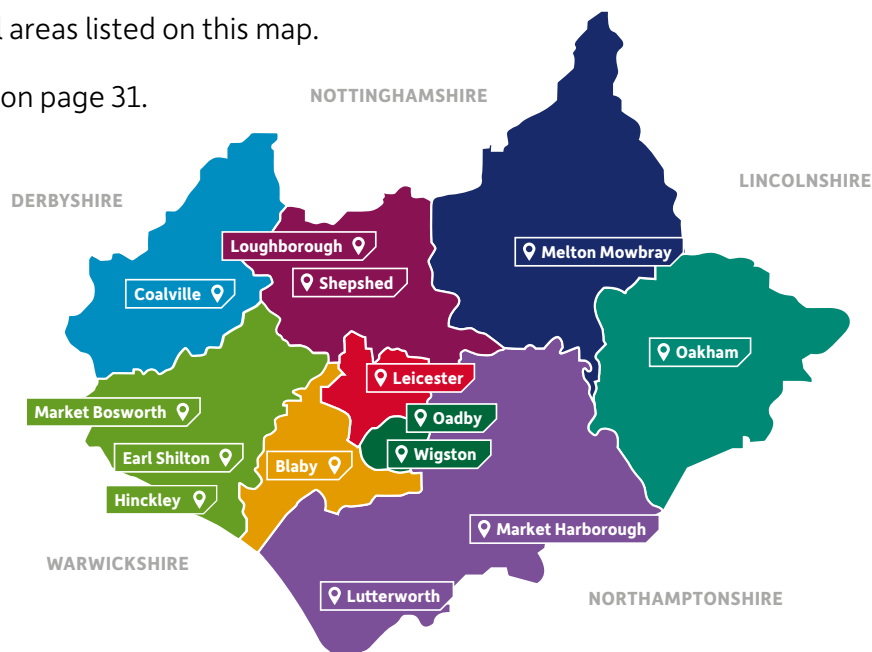 areas listed on this map.
on page 31.
NOTTINGHAMSHIRE
LINCOLNSHIRE
DERBYSHIRE
Loughborough
Melton Mowbray
Shepshed
Coalville
Oakham
Leicester
Market Bosworth
Oadby
Earl Shilton
Wigston
Blaby
Hinckley
Market Harborough
WARWICKSHIRE
Lutterworth
NORTHAMPTONSHIRE